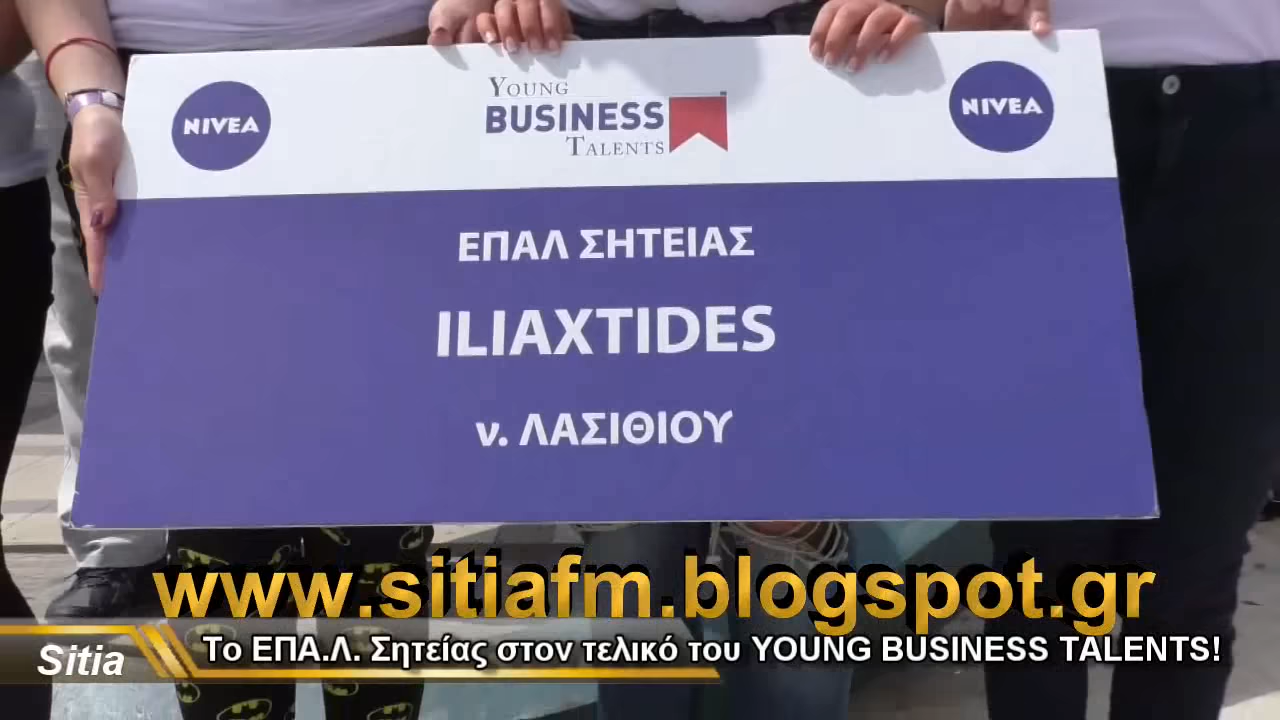 NIVEA
YOUNG
BUSINESS
TALENTS
NIVEA
ΕΠΑΛ ΣΗΤΕΙΑΣ
ILIAXTIDES
ν. ΛΑΣΙΘΙΟΥ
www.sitiafm.blogspot.gr
Sitia
Το ΕΠΑ.Λ. Σητείας στον τελικό του YOUNG BUSINESS TALENTS!